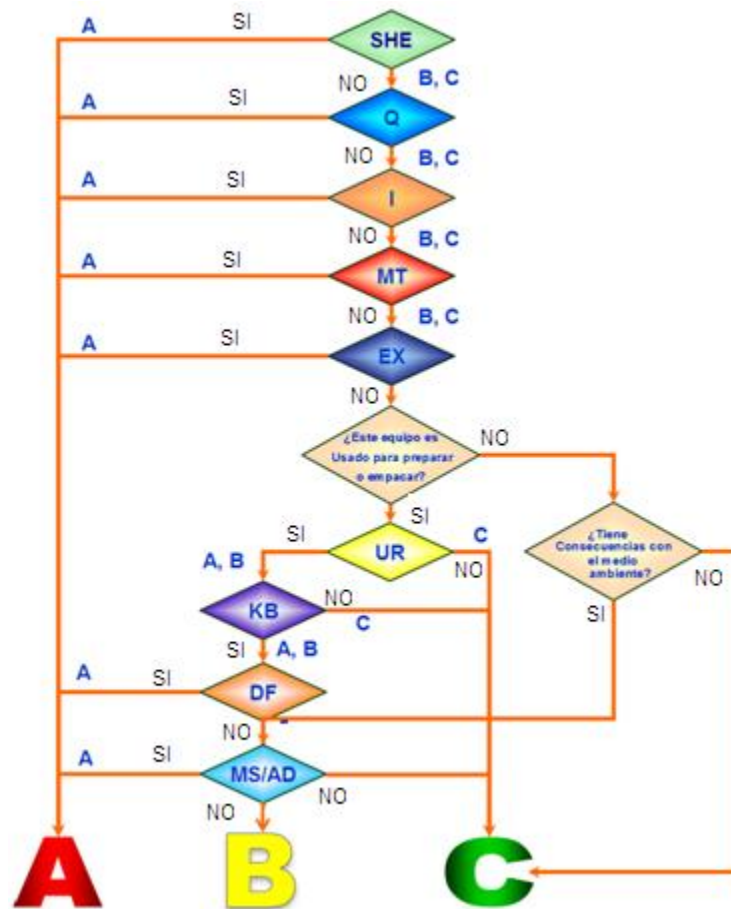 A SI SHE
NO B, C
A SI Q
NO B, C
A SI I
NO B, C
A SI MT
NO B, C
A SI EX
NO
¿Este equipo es
Usado para preparar
o empacar?
NO
SI
¿Tiene
Consecuencias con
el medio
ambiente?
NO
SI
SI UR C
NO
A, B
KB NO
C
SI A, B
A SI DF
NO
A SI MS/AD
NO NO
A B C